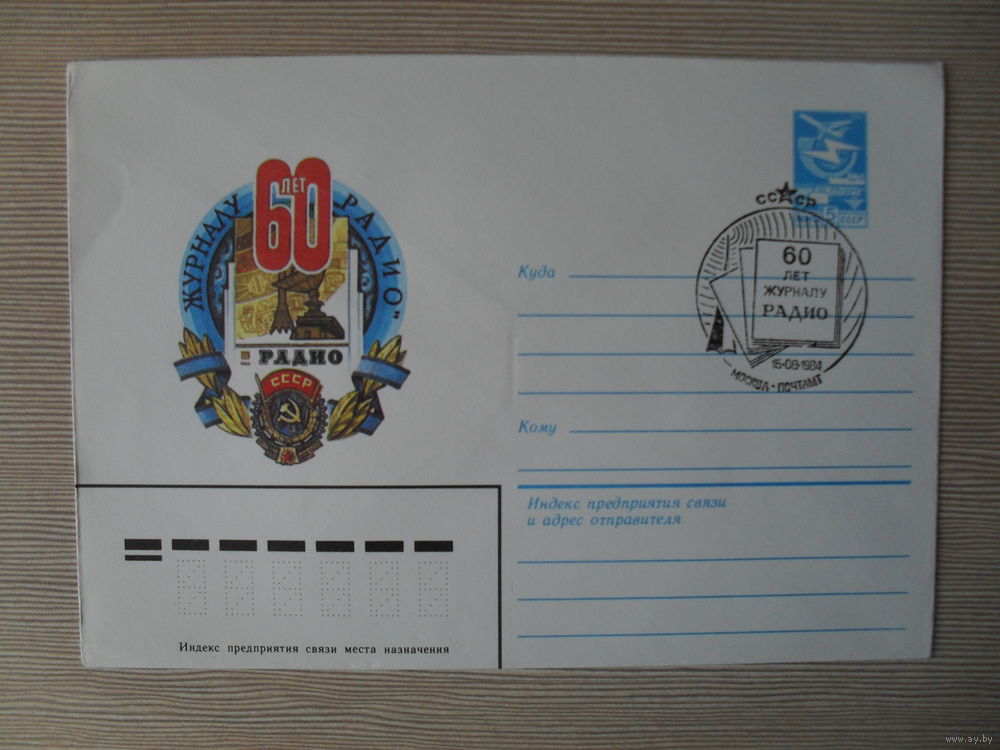 60
ЛЕТ
ЖУРНАЛУ
РАДИО"
РАДИО
СССР
5
СССР
СССР
60
ЛЕТ
ЖУРНАЛУ
РАДИО
15-08-1984
МОСКВА - ПОЧТАМТ
Куда
Кому
Индекс предприятия связи
и адрес отправителя
Индекс предприятия связи места назначения
www.ay.by